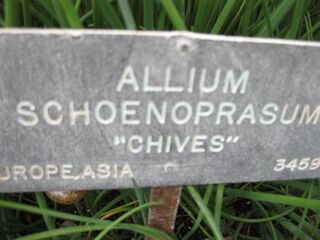 ALLIUM
SCHOENOPRASUM
"CHIVES"
UROPE, ASIA 3459